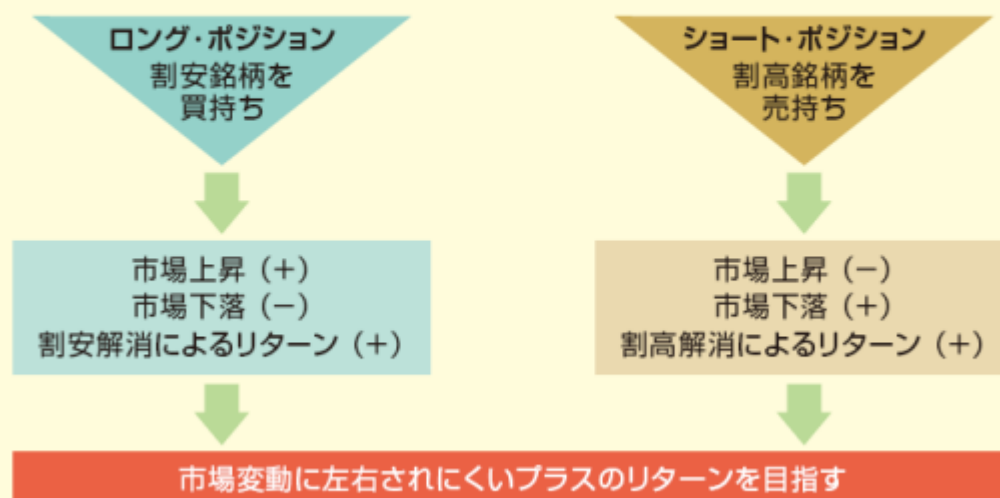 ロング・ポジション
割安銘柄を
買持ち
ショート・ポジション
割高銘柄を
売持ち
市場上昇（+）
市場下落（−）
割安解消によるリターン（+）
市場上昇（−）
市場下落（+）
割高解消によるリターン（+）
市場変動に左右されにくいプラスのリターンを目指す